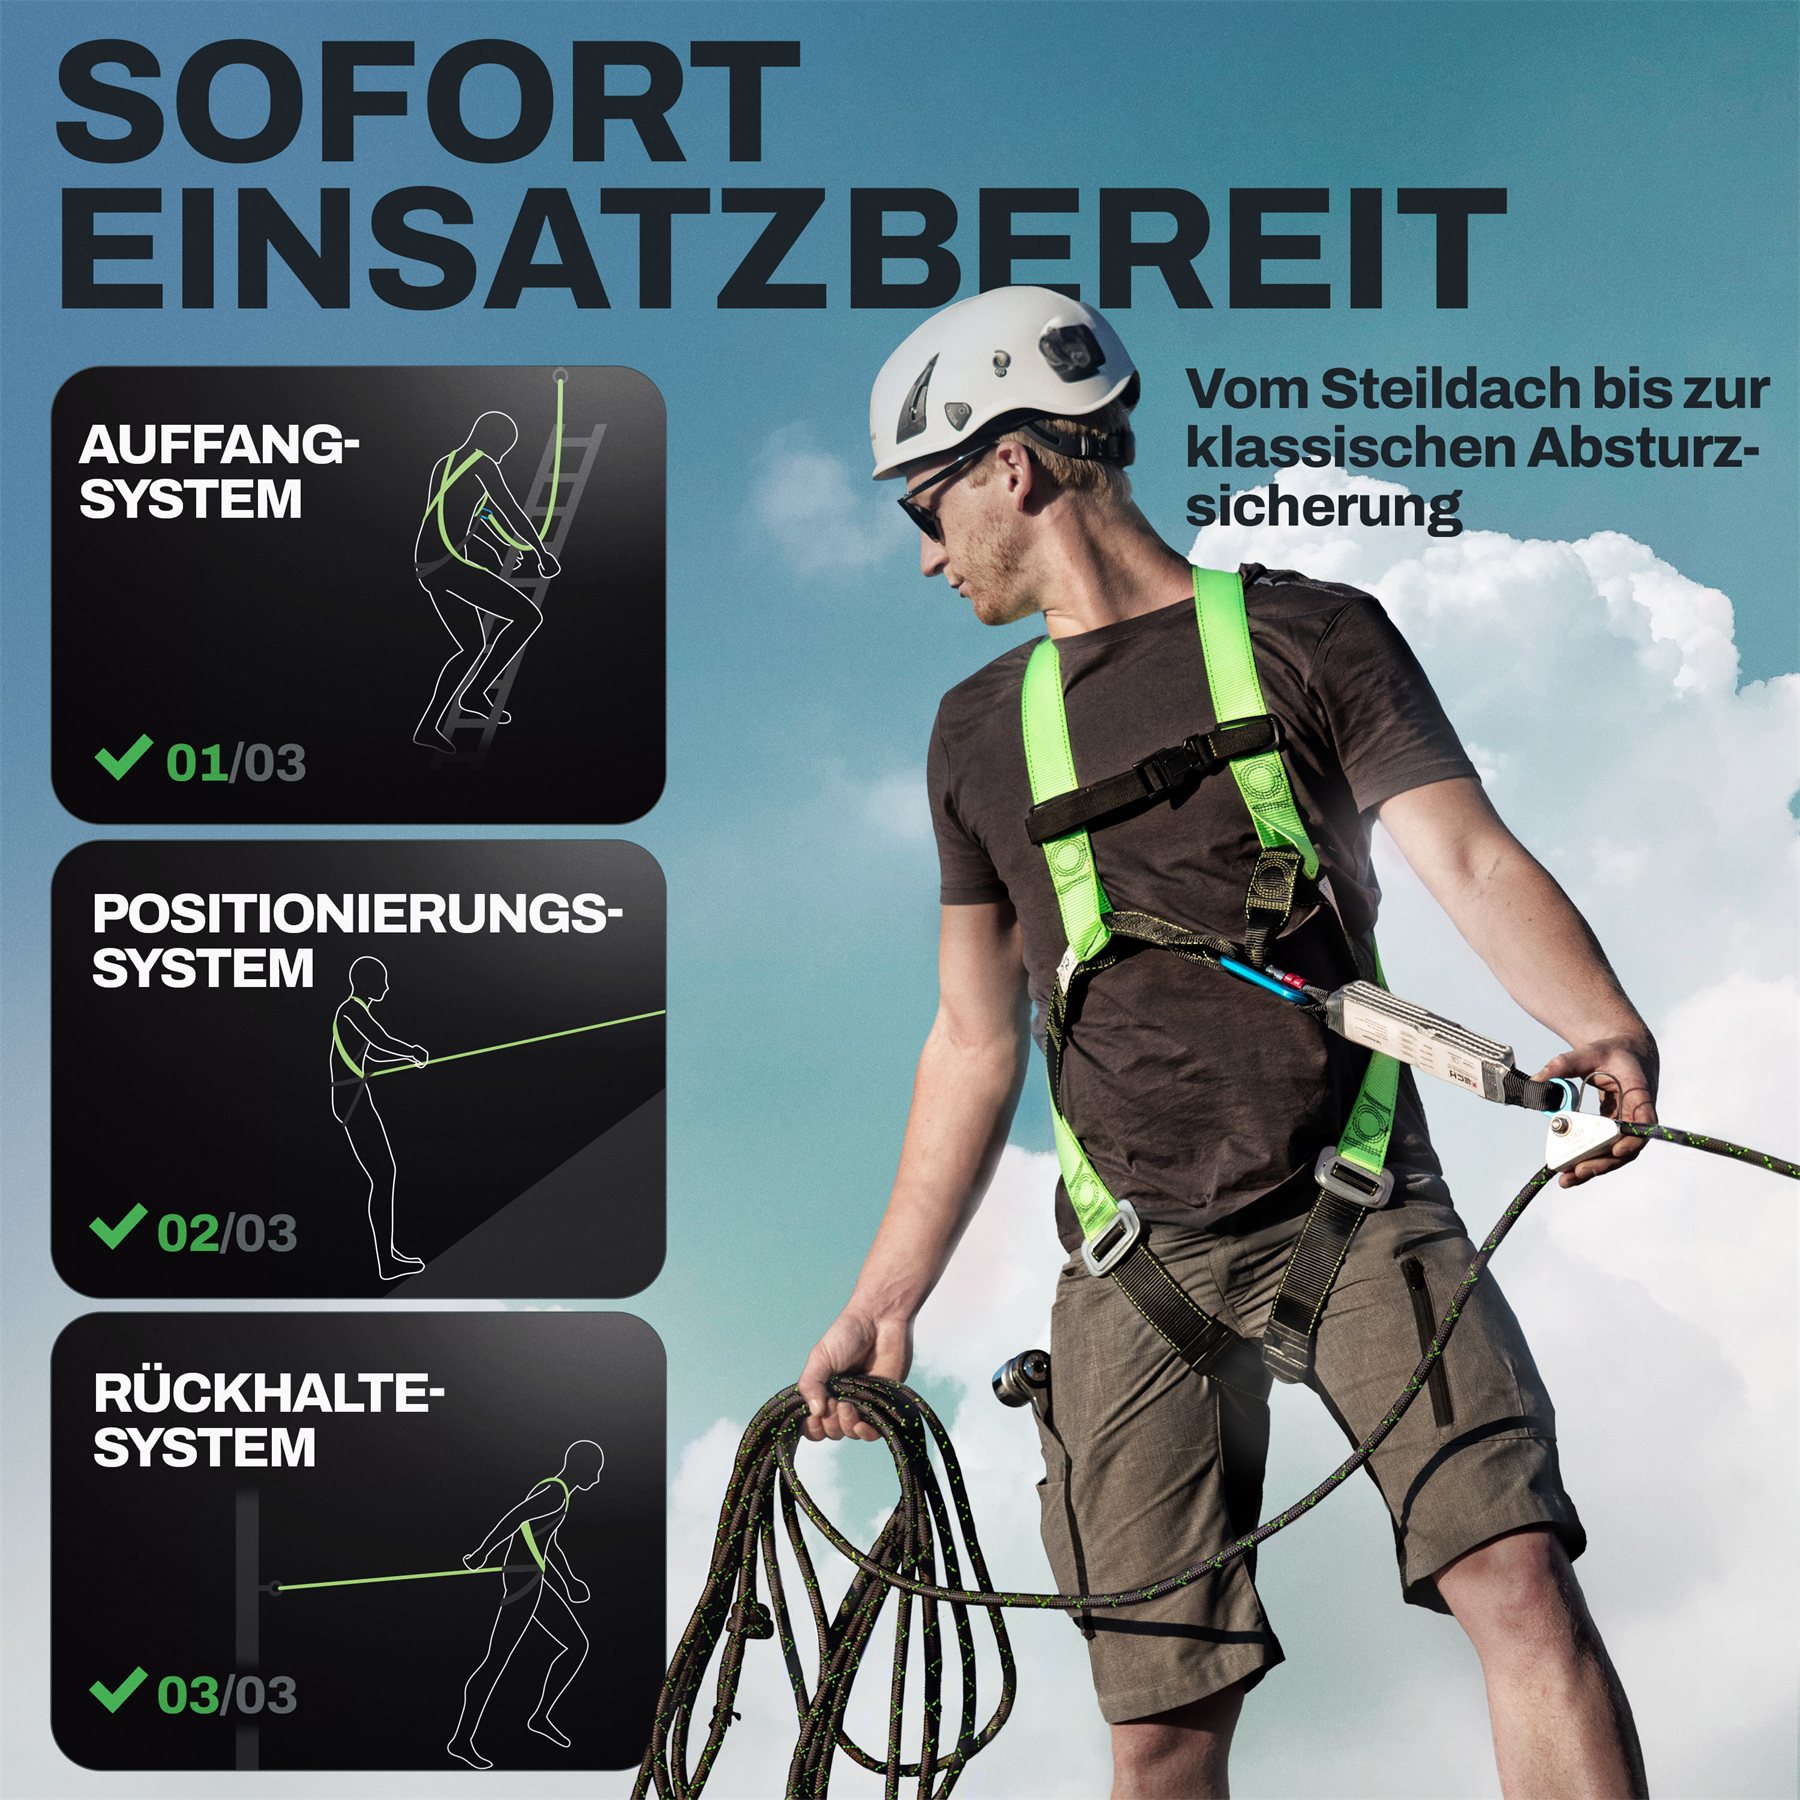 SOFORT
EINSATZBEREIT
Vom Steildach bis zur
klassischen Absturz-
sicherung
AUFFANG-
SYSTEM
01/03
POSITIONIERUNGS-
SYSTEM
02/03
RÜCKHALTE-
SYSTEM
03/03